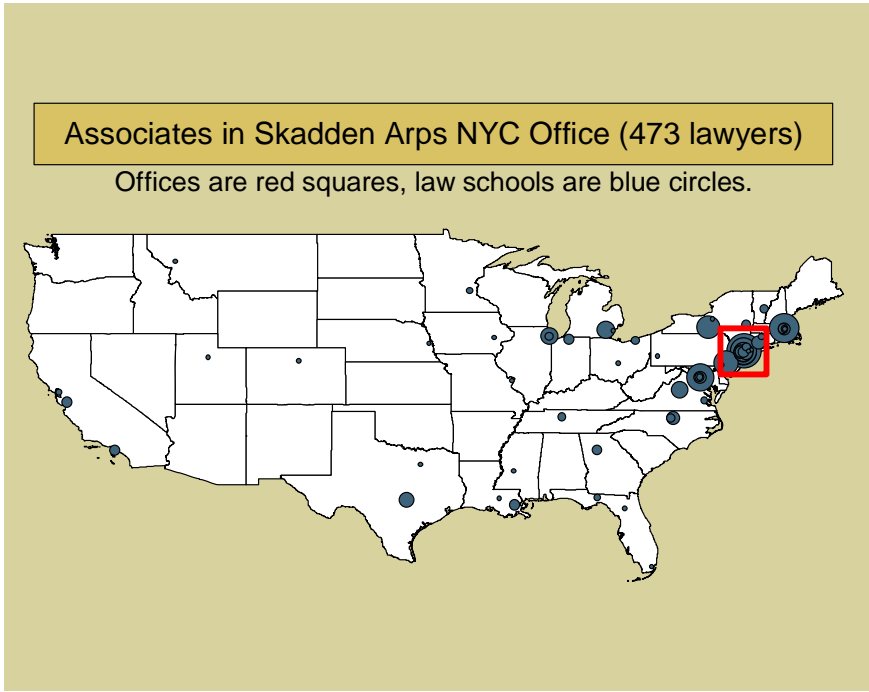 Associates in Skadden Arps NYC Office (473 lawyers)
Offices are red squares, law schools are blue circles.